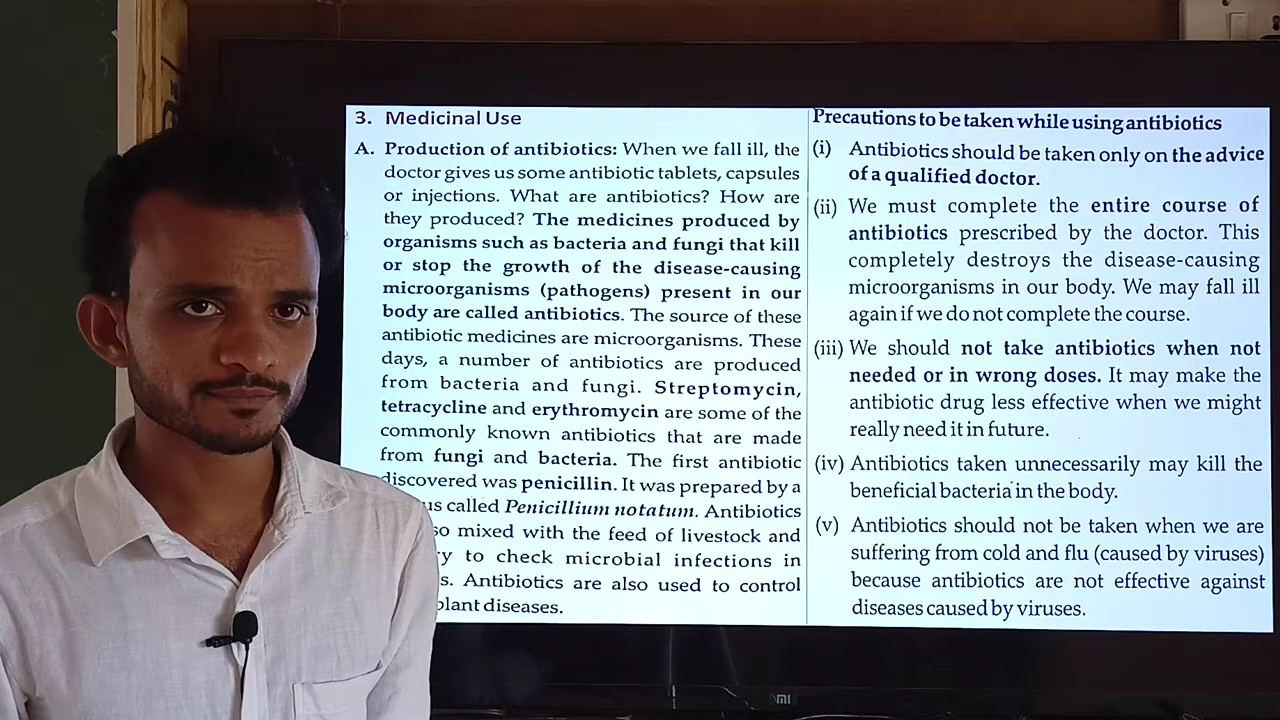 3. Medicinal Use
A. Production of antibiotics: When we fall ill, the
doctor gives us some antibiotic tablets, capsules
or injections. What are antibiotics? How are
they produced? The medicines produced by
organisms such as bacteria and fungi that kill
or stop the growth of the disease-causing
microorganisms (pathogens) present in our
body are called antibiotics. The source of these
antibiotic medicines are microorganisms. These
days, a number of antibiotics are produced
from bacteria and fungi. Streptomycin,
tetracycline and erythromycin are some of the
commonly known antibiotics that are made
from fungi and bacteria. The first antibiotic
discovered was penicillin. It was prepared by a
us called Penicillium notatum. Antibiotics
so mixed with the feed of livestock and
y to check microbial infections in
s. Antibiotics are also used to control
plant diseases.
Precautions to be taken while using antibiotics
(i) Antibiotics should be taken only on the advice
of a qualified doctor.
(ii) We must complete the entire course of
antibiotics prescribed by the doctor. This
completely destroys the disease-causing
microorganisms in our body. We may fall ill
again if we do not complete the course.
(iii) We should not take antibiotics when not
needed or in wrong doses. It may make the
antibiotic drug less effective when we might
really need it in future.
(iv) Antibiotics taken unnecessarily may kill the
beneficial bacteria in the body.
(v) Antibiotics should not be taken when we are
suffering from cold and flu (caused by viruses)
because antibiotics are not effective against
diseases caused by viruses.
mi